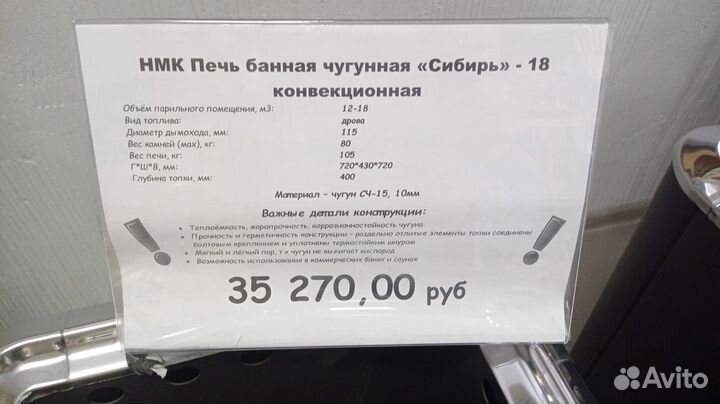 НМК Печь банная чугунная «Сибирь» - 18
конвекционная
Объём парильного помещения, м3: 12-18
Вид топлива: дрова
Диаметр дымохода, мм: 115
Вес камней (max), кг: 80
Вес печи, кг: 105
Г*Ш*В, мм: 720*430*720
Глубина топки, мм: 400
Материал – чугун СЧ-15, 10мм
Важные детали конструкции:
• Теплоёмкость, жаропрочность, коррозионностойкость чугуна
• Прочность и герметичность конструкции - раздельно отлитые элементы топки соединены
болтовым креплением и уплотнены термостойким шнуром
• Мягкий и лёгкий пар, т к чугун не выжигает кислород
• Возможность использования в коммерческих банях и саунах
35 270,00 руб
Avito